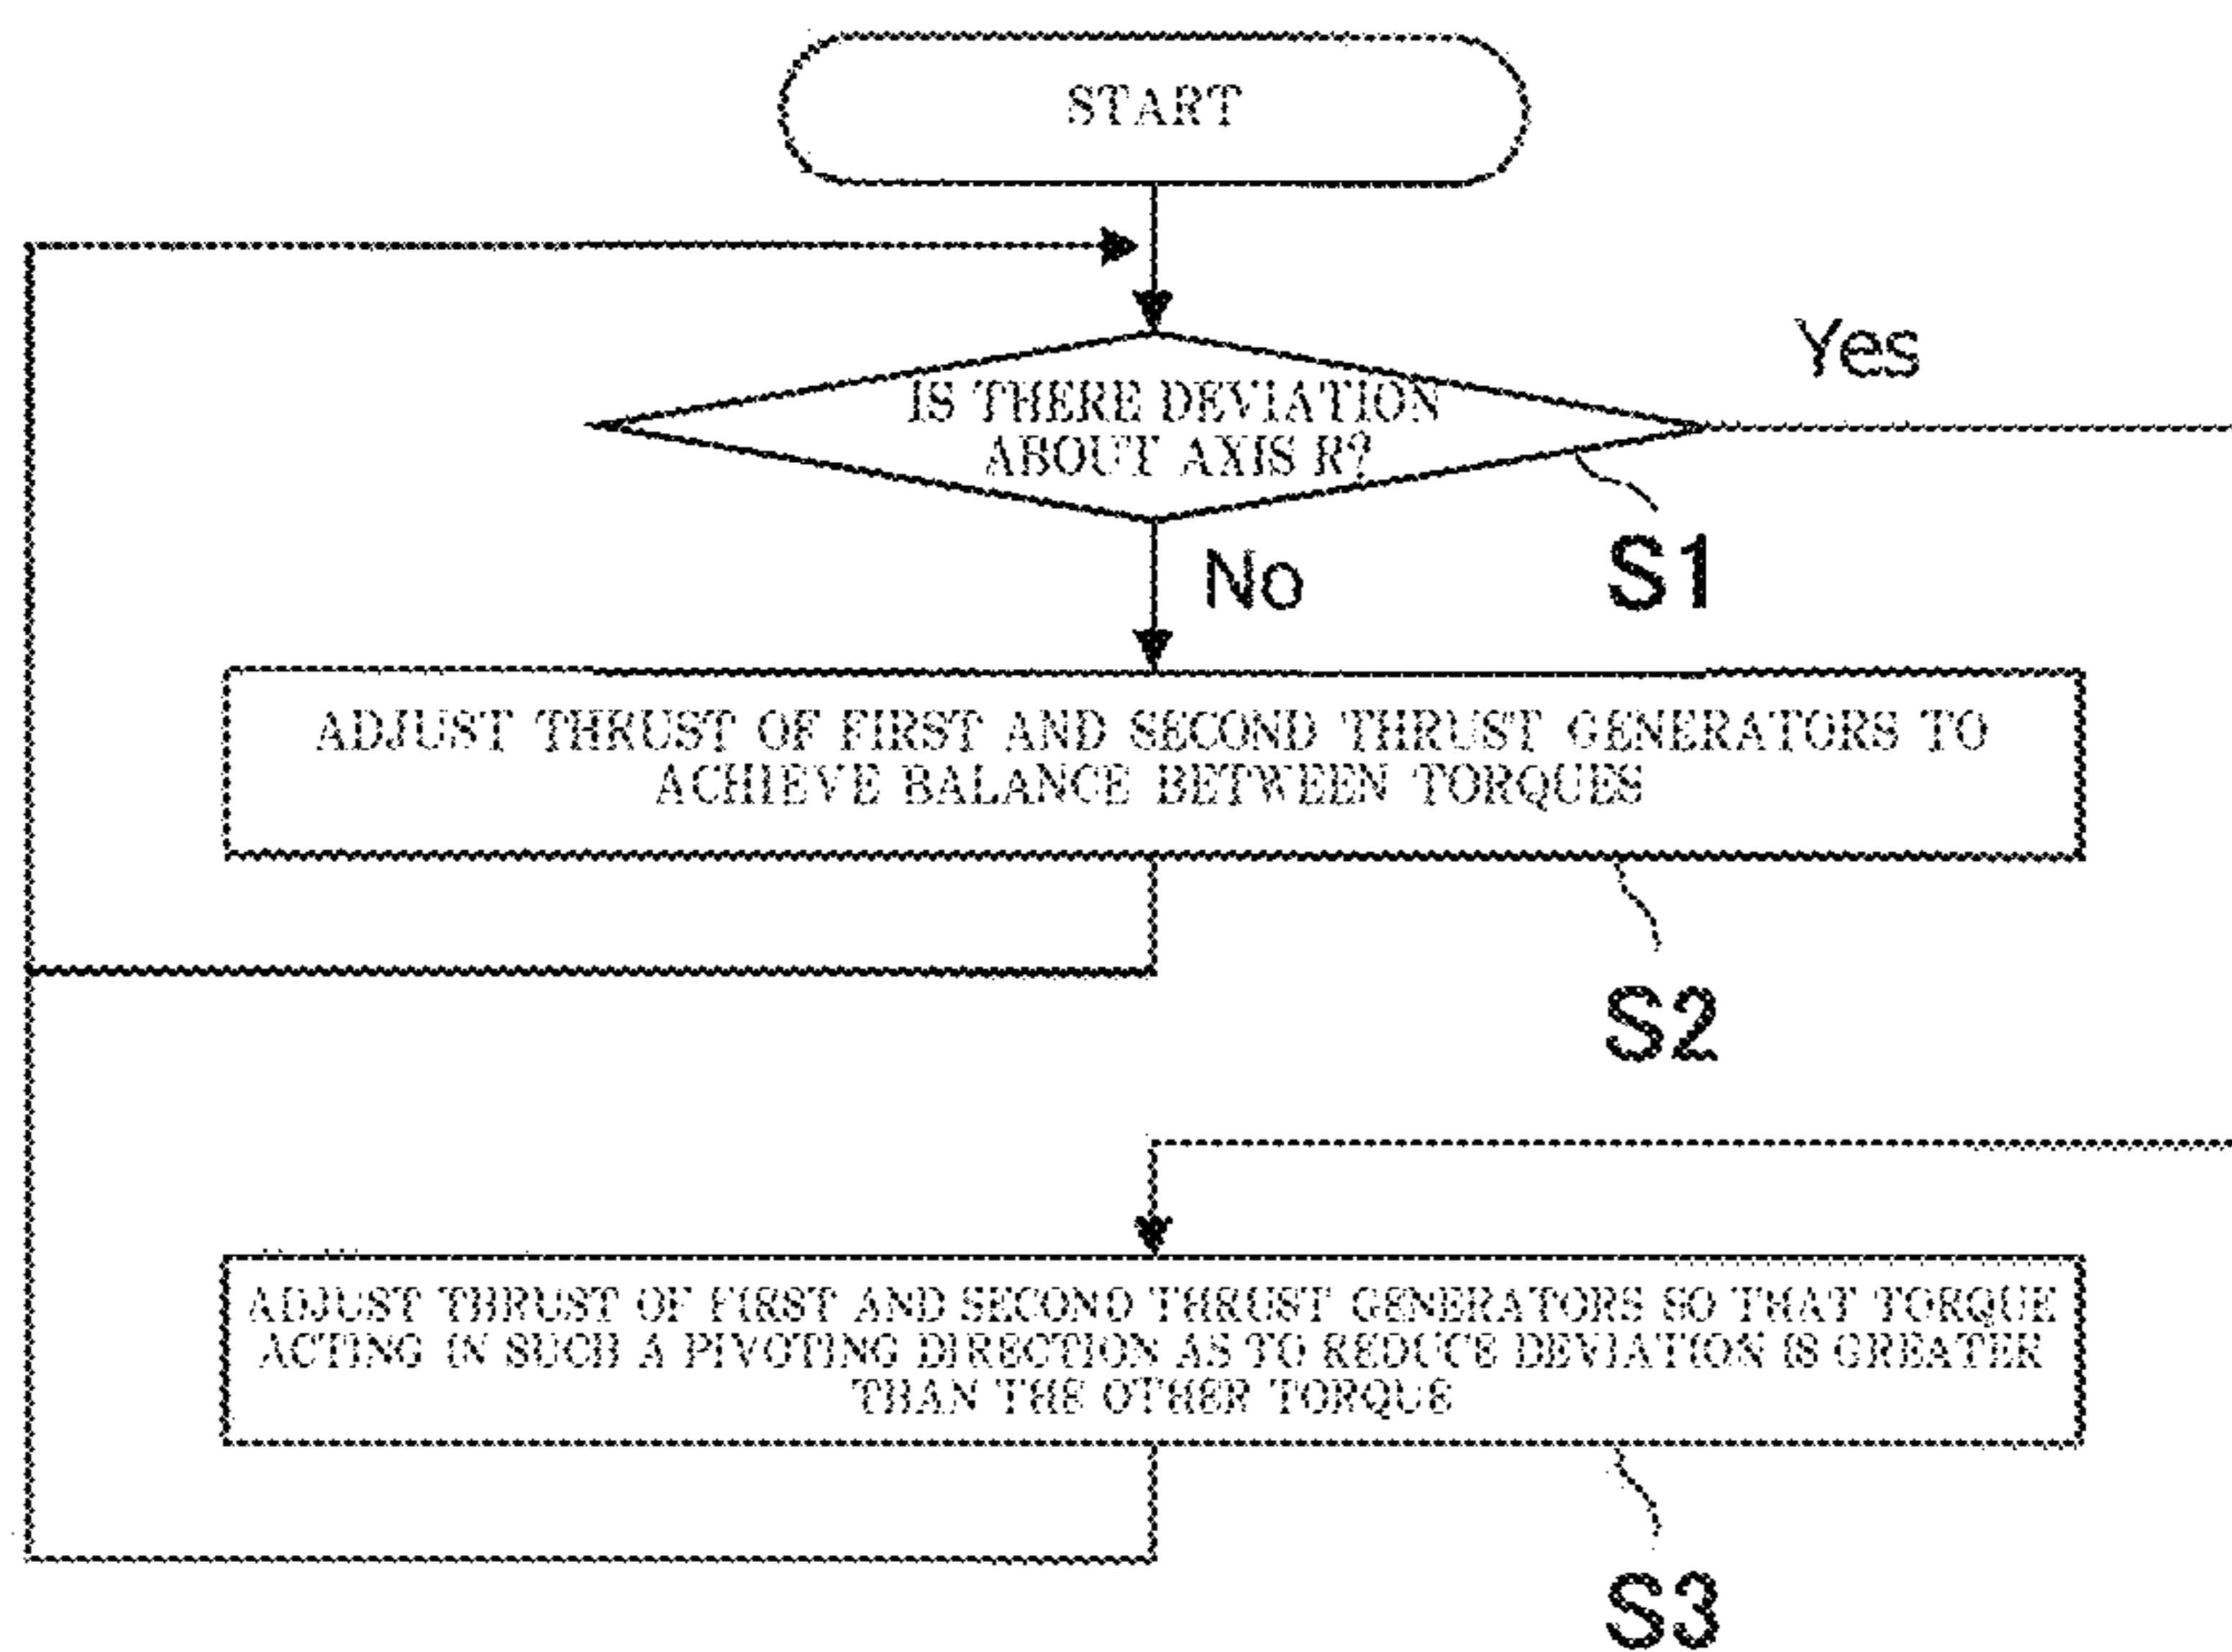 START
IS THERE DEVIATION
ABOUT AXIS R?
Yes
No
S1
ADJUST THRUST OF FIRST AND SECOND THRUST GENERATORS TO
ACHIEVE BALANCE BETWEEN TORQUES
S2
ADJUST THRUST OF FIRST AND SECOND THRUST GENERATORS SO THAT TORQUE
ACTING IN SUCH A PIVOTING DIRECTION AS TO REDUCE DEVIATION IS GREATER
THAN THE OTHER TORQUE
S3